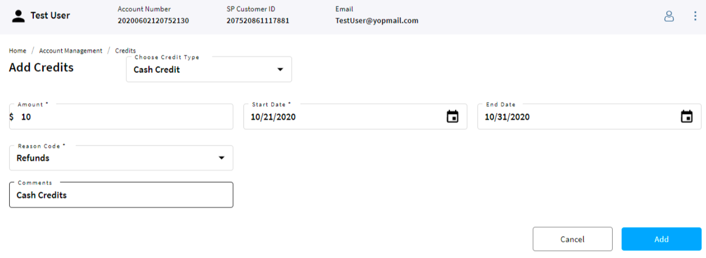 Test User
Account Number
20200602120752130
SP Customer ID
207520861117881
Email
TestUser@yopmail.com
Home / Account Management / Credits
Add Credits
Choose Credit Type
Cash Credit
Amount *
$ 10
Start Date *
10/21/2020
End Date
10/31/2020
Reason Code *
Refunds
Comments
Cash Credits
Cancel
Add